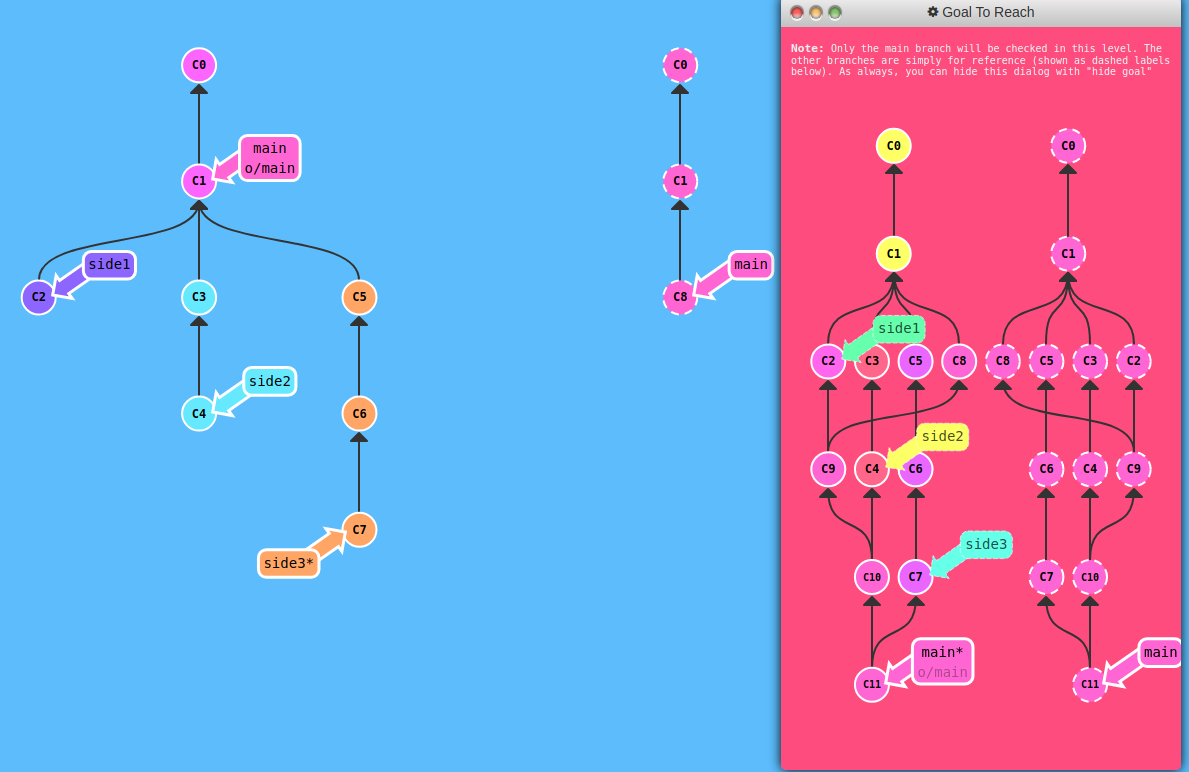 Goal To Reach
Note: Only the main branch will be checked in this level. The
other branches are simply for reference (shown as dashed labels
below). As always, you can hide this dialog with "hide goal"
C0
main
o/main
C1
side1
C2
C3
C5
side2
C4
C6
C7
side3*
C0
C1
main
C8
C0
C1
side1
C2
C3
C5
C8
side2
C9
C4
C6
side3
C10
C7
main*
o/main
C11
C0
C1
C8
C5
C3
C2
C6
C4
C9
C7
C10
main
C11